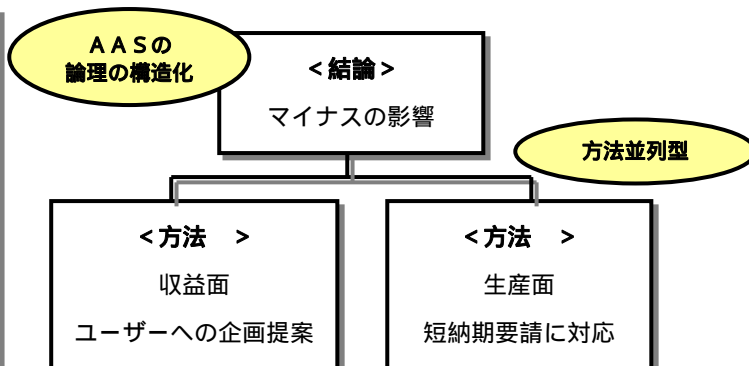 ＡＡＳの
論理の構造化
＜結論＞
マイナスの影響
方法並列型
＜方法　＞
収益面
ユーザーへの企画提案
＜方法　＞
生産面
短納期要請に対応